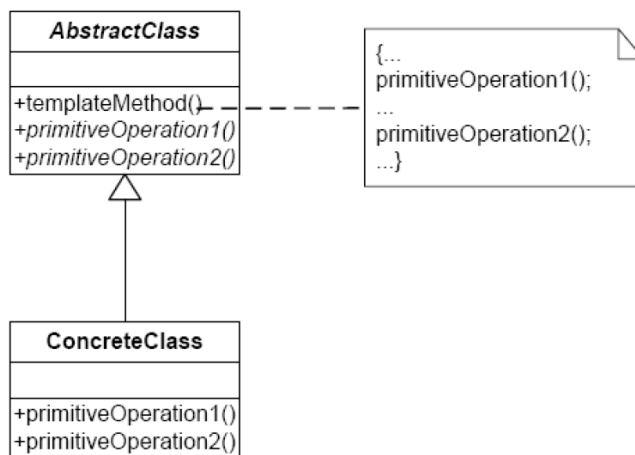 AbstractClass
+templateMethod()
+primitiveOperation1()
+primitiveOperation2()
{...
primitiveOperation1();
...
primitiveOperation2();
...}
ConcreteClass
+primitiveOperation1()
+primitiveOperation2()